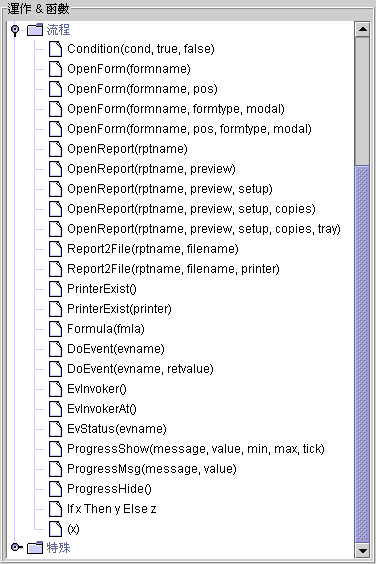 運作 & 函數
流程
Condition(cond, true, false)
OpenForm(formname)
OpenForm(formname, pos)
OpenForm(formname, formtype, modal)
OpenForm(formname, pos, formtype, modal)
OpenReport(rptname)
OpenReport(rptname, preview)
OpenReport(rptname, preview, setup)
OpenReport(rptname, preview, setup, copies)
OpenReport(rptname, preview, setup, copies, tray)
Report2File(rptname, filename)
Report2File(rptname, filename, printer)
PrinterExist()
PrinterExist(printer)
Formula(fmla)
DoEvent(evname)
DoEvent(evname, retvalue)
EvInvoker()
EvInvokerAt()
EvStatus(evname)
ProgressShow(message, value, min, max, tick)
ProgressMsg(message, value)
ProgressHide()
If x Then y Else z
(x)
特殊